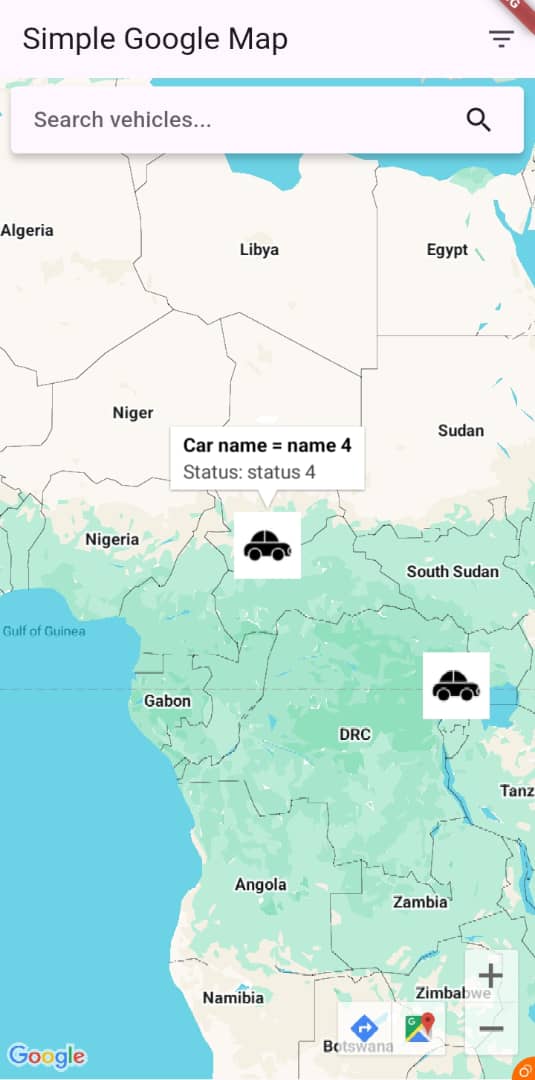 Simple Google Map
Search vehicles...
Algeria
Libya
Egypt
Niger
Sudan
Car name = name 4
Status: status 4
Nigeria
South Sudan
Gulf of Guinea
Gabon
DRC
Tanz
Angola
Zambia
Namibia
Zimbabwe
Botswana
Google